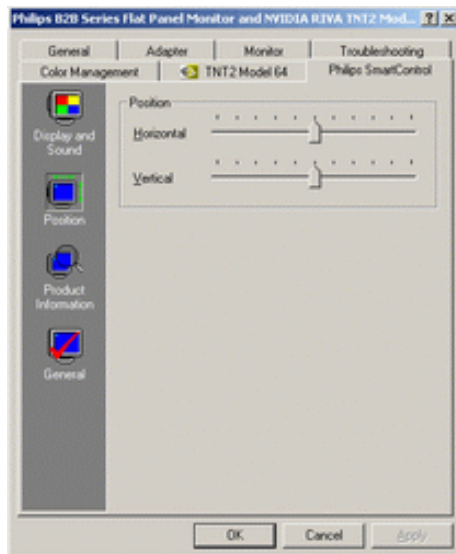 Philips B2B Series Flat Panel Monitor and NVIDIA RIVA TNT2 Mod...
General Adapter Monitor Troubleshooting
Color Management TNT2 Model 64 Philips SmartControl
Display and
Sound
Position
Product
Information
General
Position
Horizontal
Vertical
OK Cancel Apply